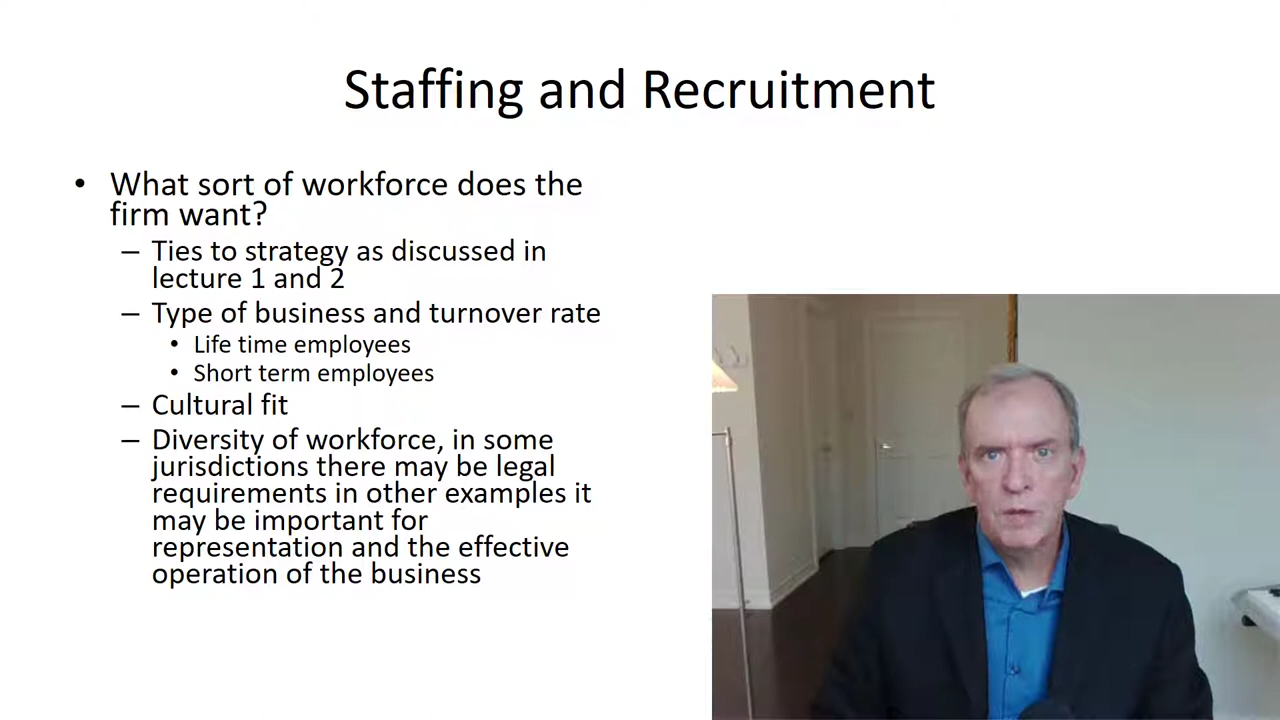 Staffing and Recruitment
• What sort of workforce does the
firm want?
– Ties to strategy as discussed in
lecture 1 and 2
– Type of business and turnover rate
• Life time employees
• Short term employees
– Cultural fit
– Diversity of workforce, in some
jurisdictions there may be legal
requirements in other examples it
may be important for
representation and the effective
operation of the business